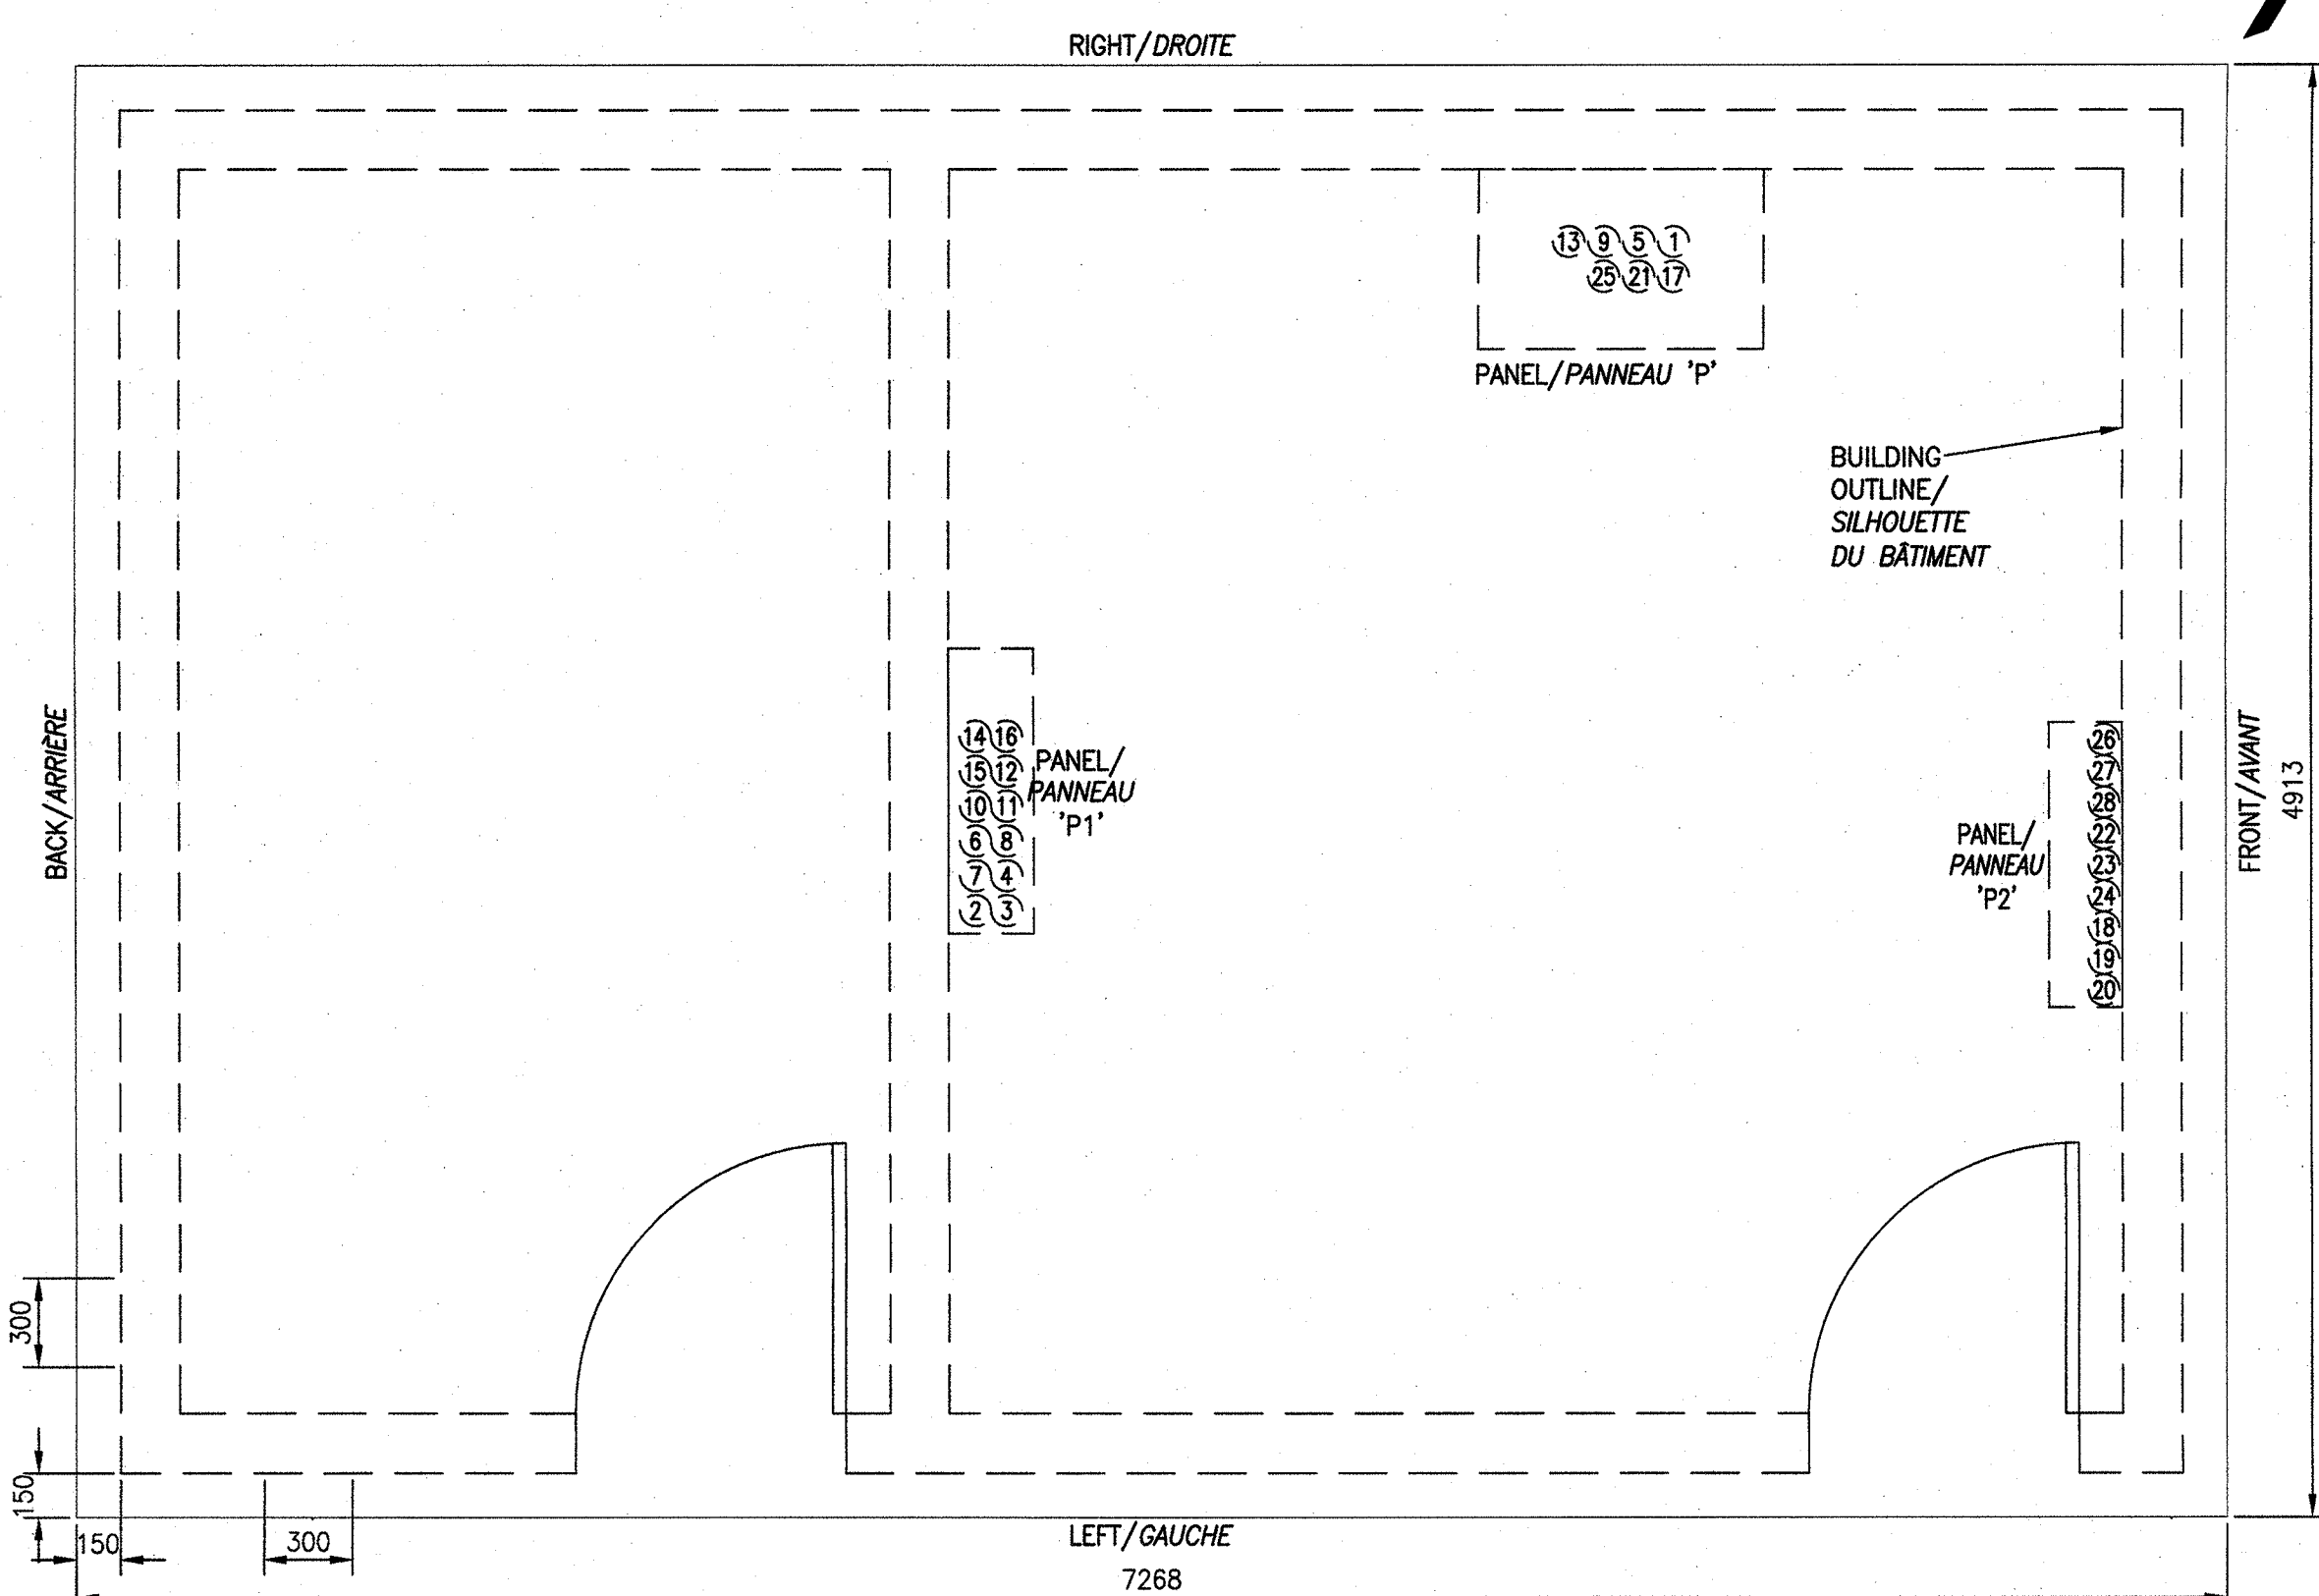 RIGHT/DROITE
13 9 5 1
25 21 17
PANEL/PANNEAU 'P'
BUILDING
OUTLINE/
SILHOUETTE
DU BÂTIMENT
BACK/ARRIÈRE
14 16
15 12
10 11
6 8
7 4
2 3
PANEL/
PANNEAU
'P1'
PANEL/
PANNEAU
'P2'
26
27
28
22
23
24
18
19
20
FRONT/AVANT
4913
300
150
150
300
LEFT/GAUCHE
7268